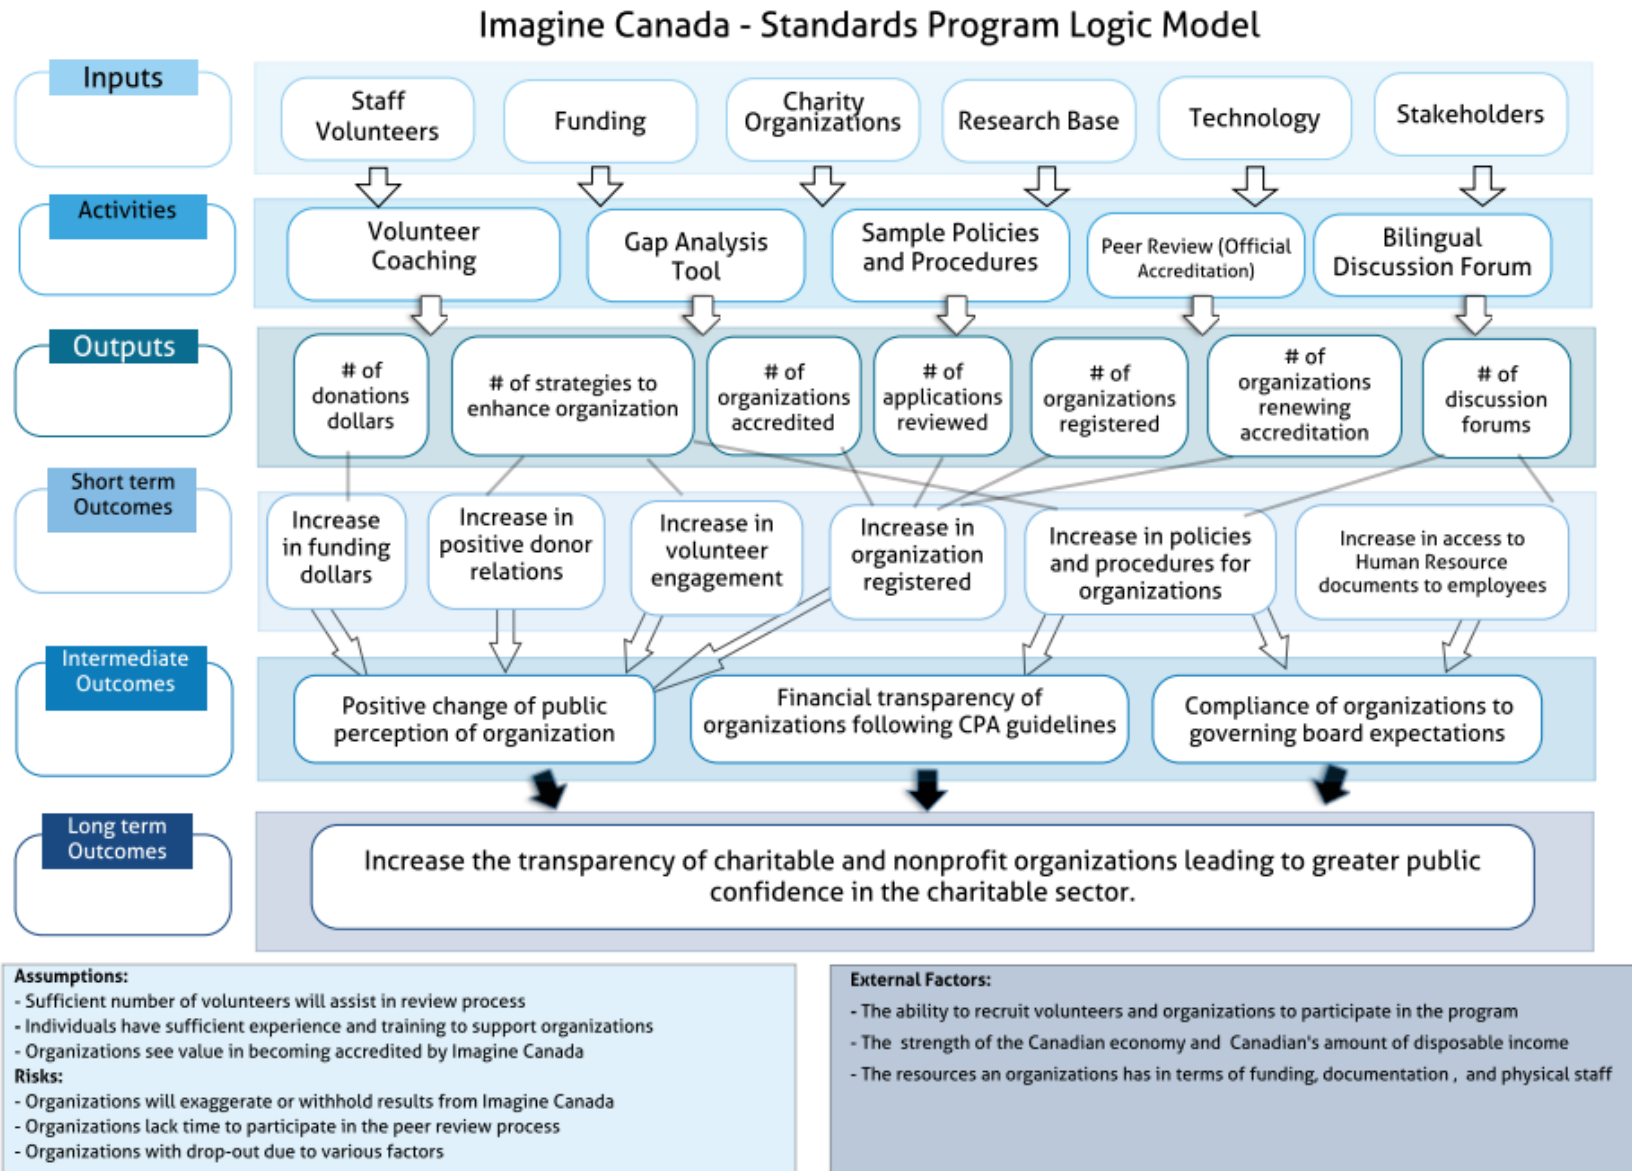 Imagine Canada - Standards Program Logic Model
Inputs
Staff
Volunteers
Funding
Charity
Organizations
Research Base
Technology
Stakeholders
Activities
Volunteer
Coaching
Gap Analysis
Tool
Sample Policies
and Procedures
Peer Review (Official
Accreditation)
Bilingual
Discussion Forum
Outputs
# of
donations
dollars
# of strategies to
enhance organization
# of
organizations
accredited
# of
applications
reviewed
# of
organizations
registered
# of
organizations
renewing
accreditation
# of
discussion
forums
Short term
Outcomes
Increase
in funding
dollars
Increase in
positive donor
relations
Increase in
volunteer
engagement
Increase in
organization
registered
Increase in policies
and procedures for
organizations
Increase in access to
Human Resource
documents to employees
Intermediate
Outcomes
Positive change of public
perception of organization
Financial transparency of
organizations following CPA guidelines
Compliance of organizations to
governing board expectations
Long term
Outcomes
Increase the transparency of charitable and nonprofit organizations leading to greater public
confidence in the charitable sector.
Assumptions:
- Sufficient number of volunteers will assist in review process
- Individuals have sufficient experience and training to support organizations
- Organizations see value in becoming accredited by Imagine Canada
Risks:
- Organizations will exaggerate or withhold results from Imagine Canada
- Organizations lack time to participate in the peer review process
- Organizations with drop-out due to various factors
External Factors:
- The ability to recruit volunteers and organizations to participate in the program
- The strength of the Canadian economy and Canadian's amount of disposable income
- The resources an organizations has in terms of funding, documentation , and physical staff